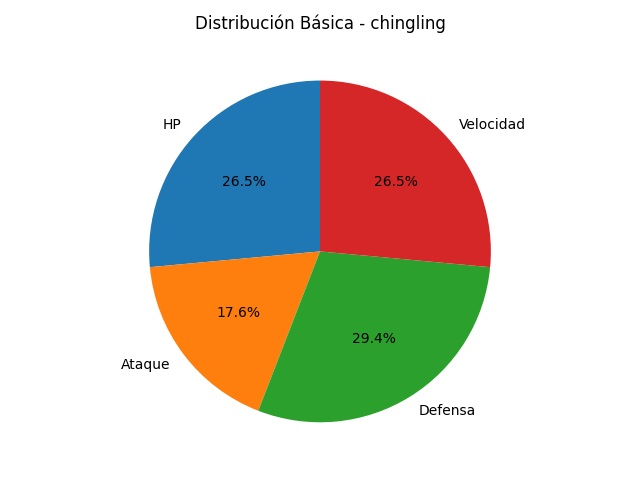 Distribución Básica - chingling
HP
Velocidad
26.5%
26.5%
17.6%
29.4%
Ataque
Defensa